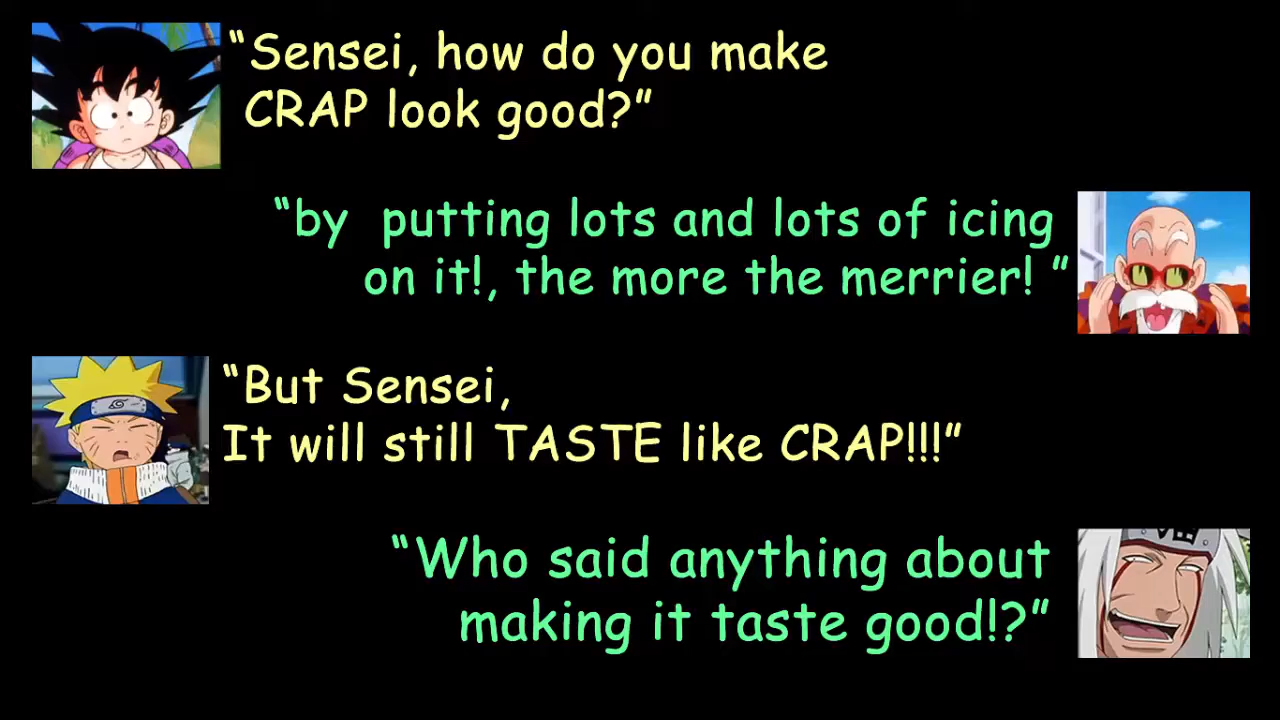 “Sensei, how do you make
CRAP look good?”
“by  putting lots and lots of icing
on it!, the more the merrier! ”
“But Sensei,
It will still TASTE like CRAP!!!”
“Who said anything about
making it taste good!?”
油